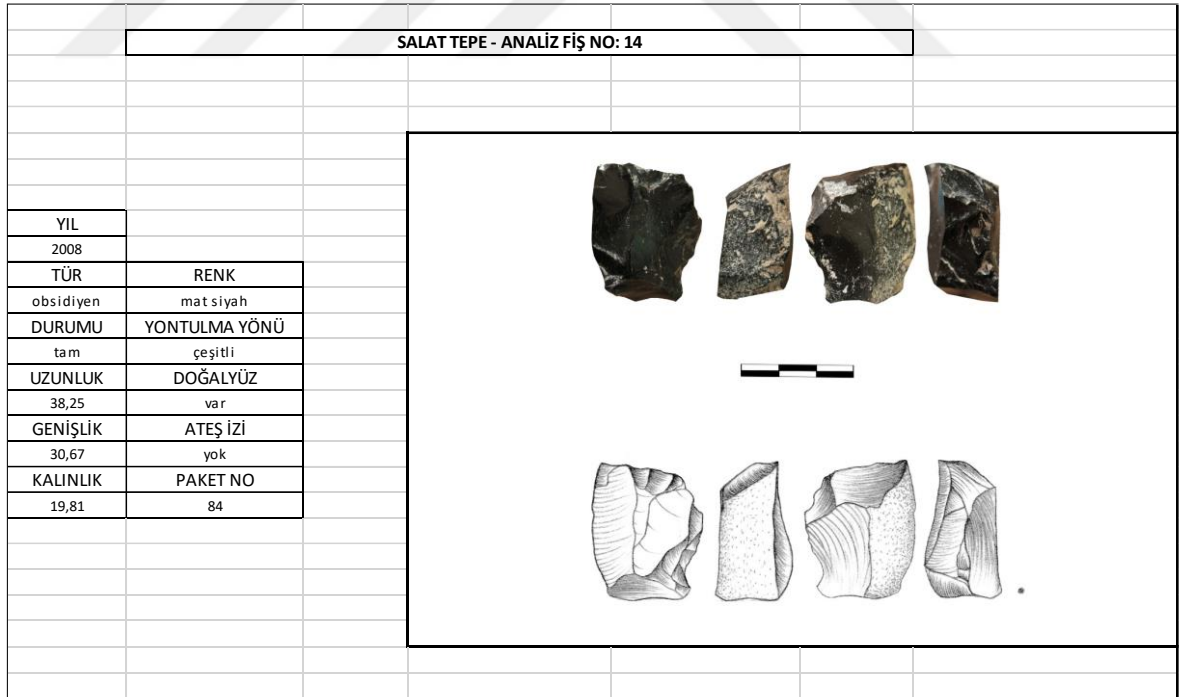 SALAT TEPE - ANALİZ FİŞ NO: 14
YIL
2008
TÜR RENK
obsidiyen mat siyah
DURUMU YONTULMA YÖNÜ
tam çeşitli
UZUNLUK DOĞALYÜZ
38,25 var
GENİŞLİK ATEŞ İZİ
30,67 yok
KALINLIK PAKET NO
19,81 84